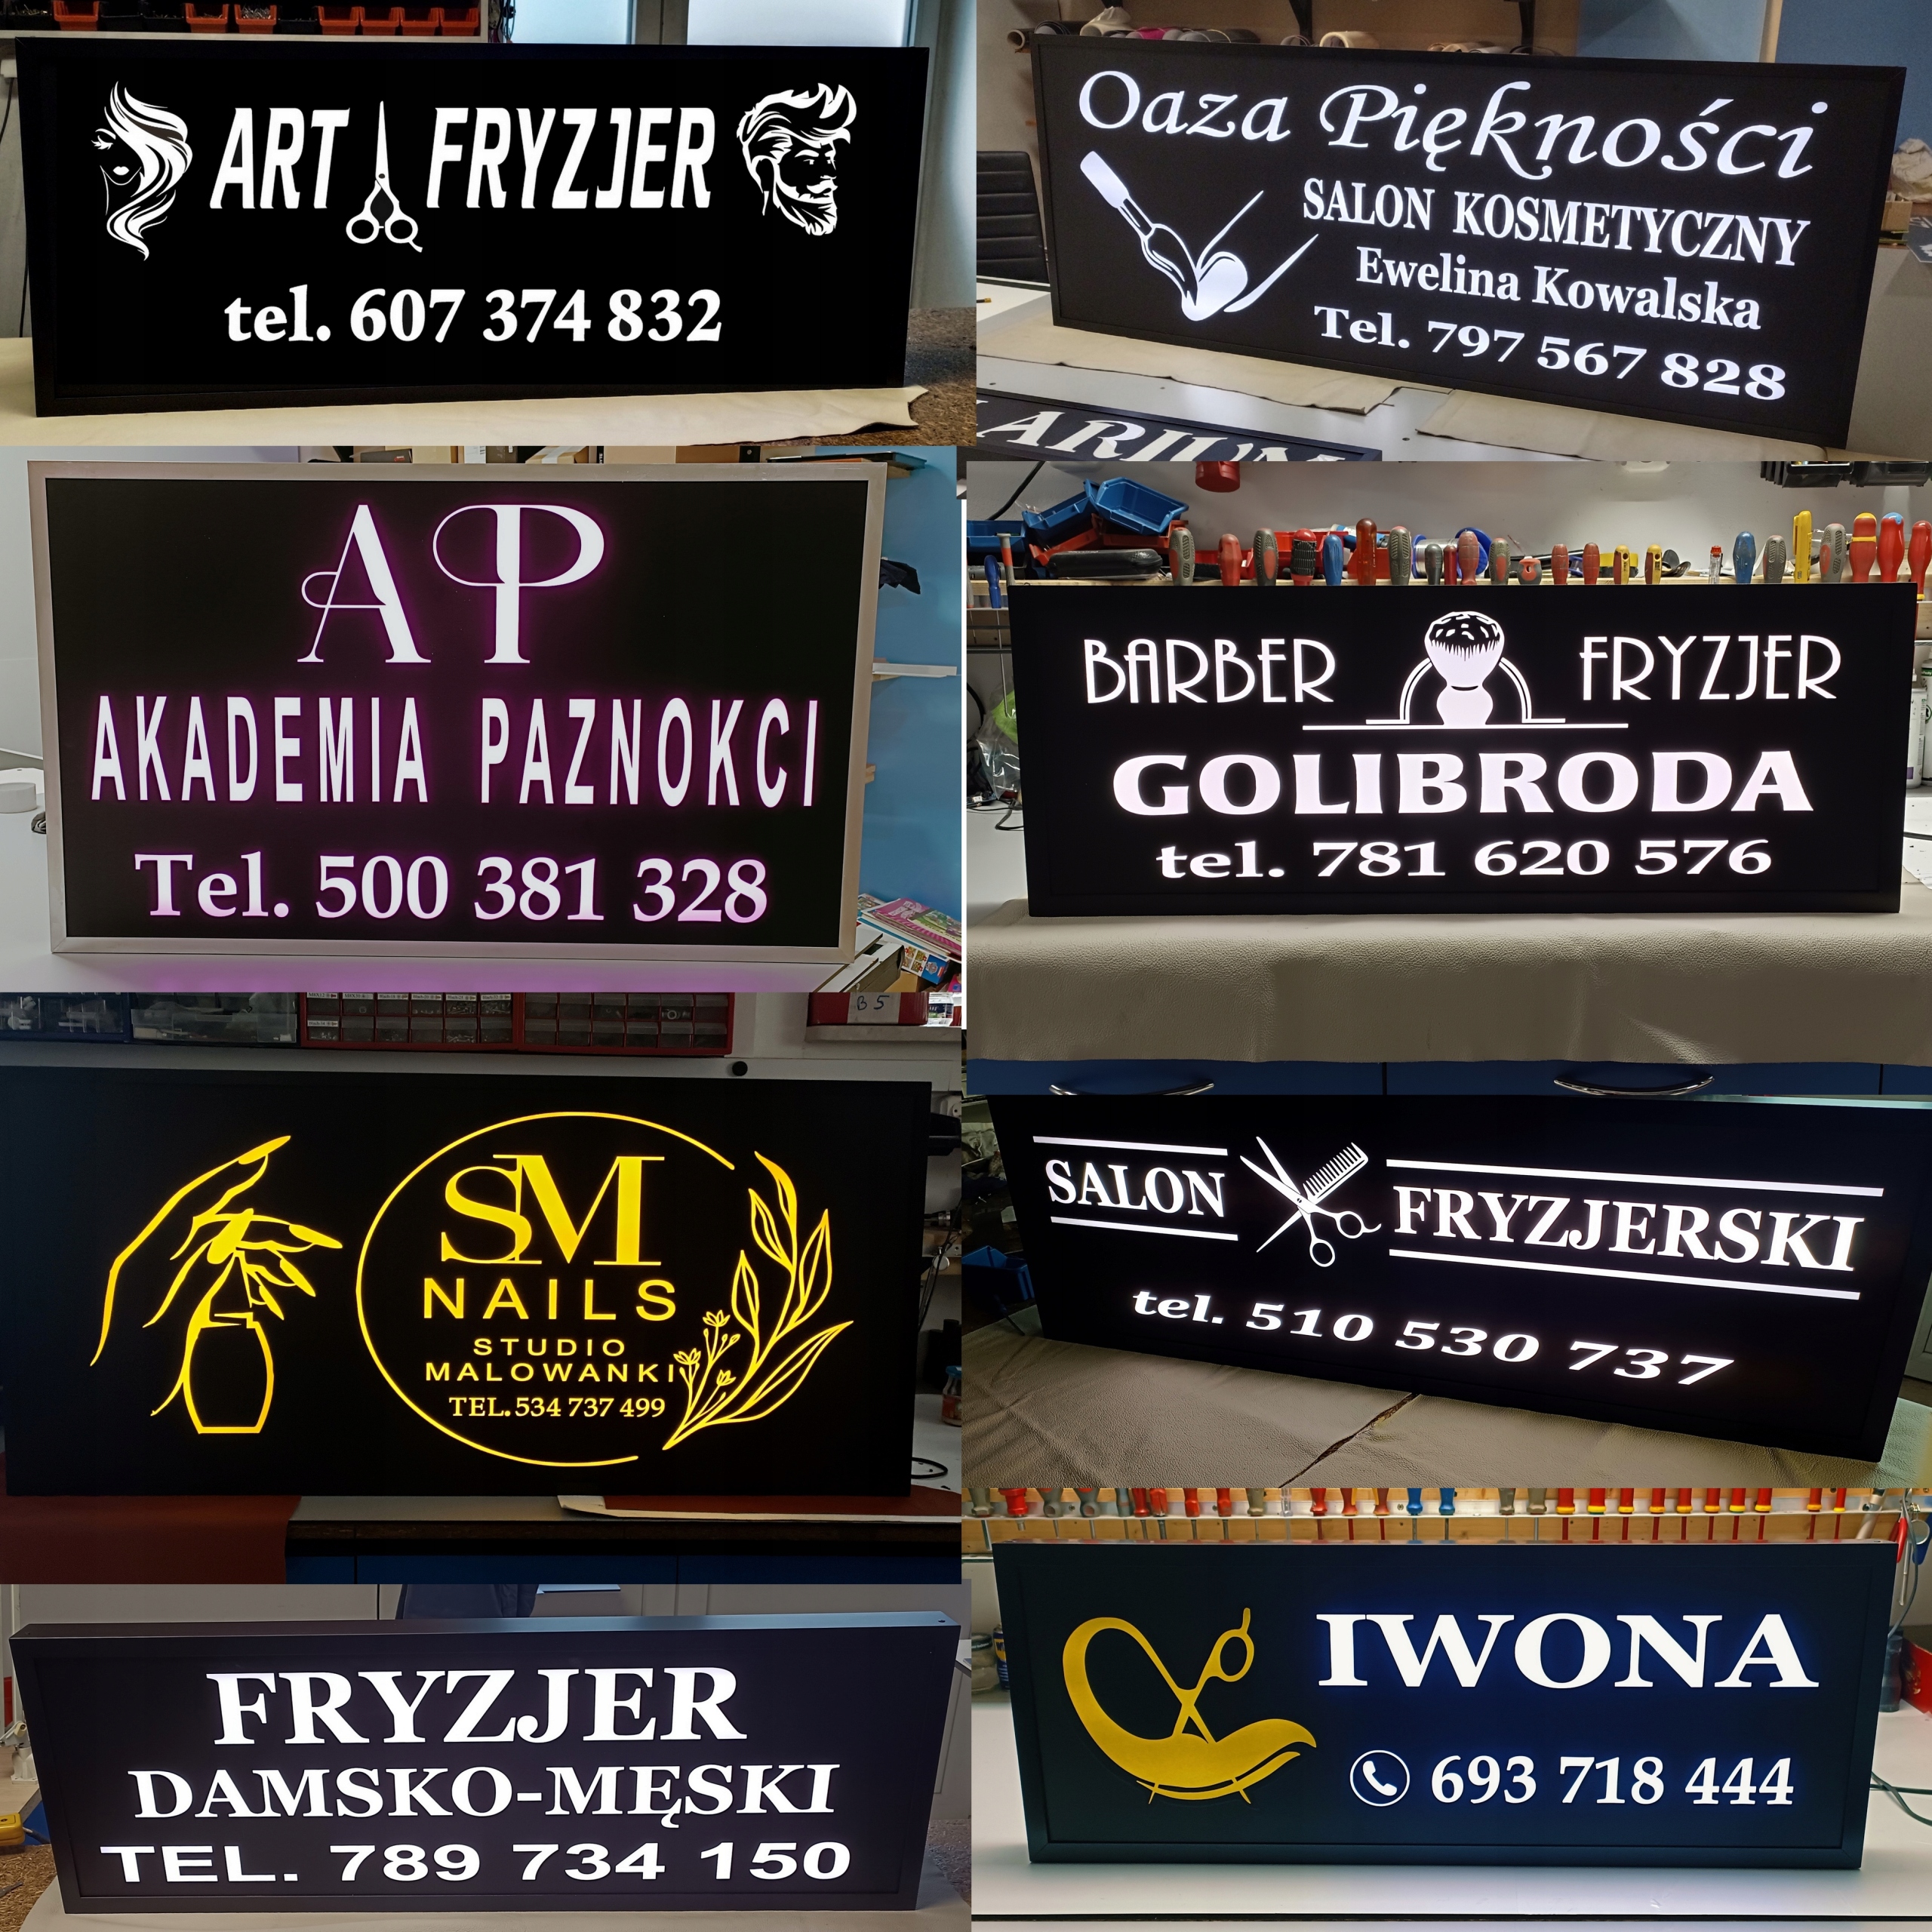 ART FRYZJER
tel. 607 374 832
Oaza Piękności
SALON KOSMETYCZNY
Ewelina Kowalska
Tel. 797 567 828
AP
AKADEMIA PAZNOKCI
Tel. 500 381 328
BARBER FRYZJER
GOLIBRODA
tel. 781 620 576
B 5
SM
NAILS
STUDIO
MALOWANKI
TEL. 534 737 499
SALON FRYZJERSKI
tel. 510 530 737
FRYZJER
DAMSKO-MĘSKI
TEL. 789 734 150
IWONA
693 718 444